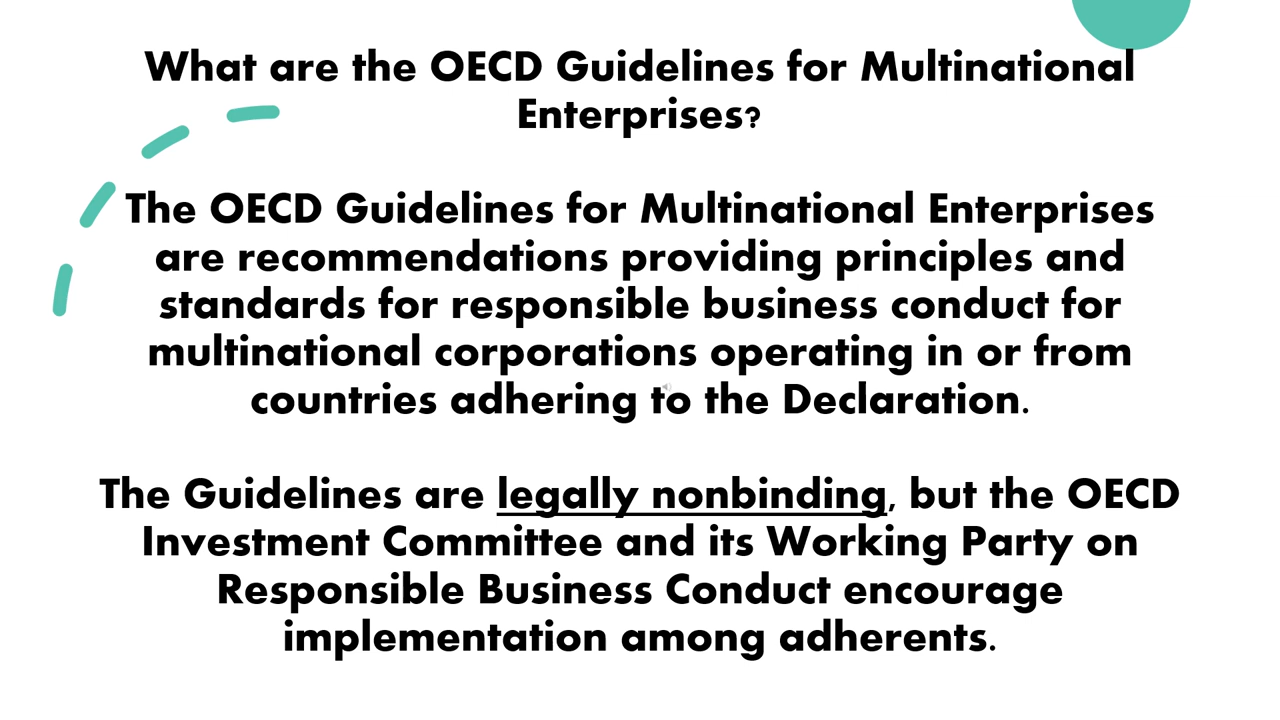 What are the OECD Guidelines for Multinational
Enterprises?
The OECD Guidelines for Multinational Enterprises
are recommendations providing principles and
standards for responsible business conduct for
multinational corporations operating in or from
countries adhering to the Declaration.
The Guidelines are legally nonbinding, but the OECD
Investment Committee and its Working Party on
Responsible Business Conduct encourage
implementation among adherents.